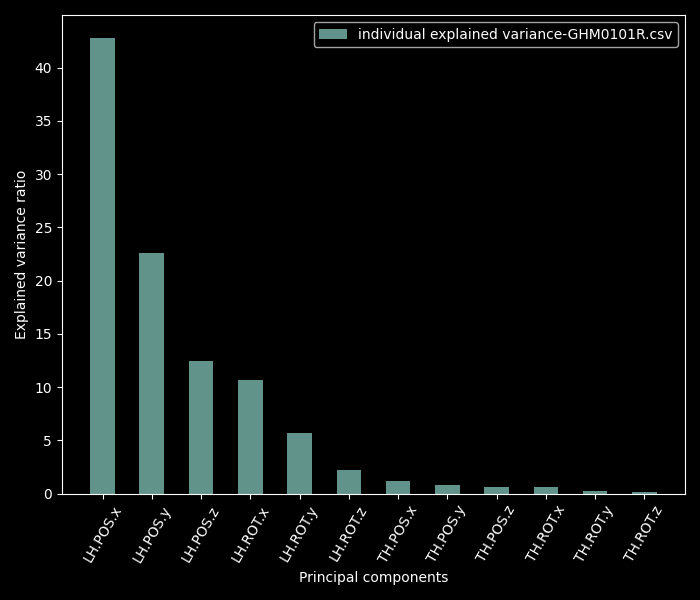 individual explained variance-GHM0101R.csv
Explained variance ratio
40
35
30
25
20
15
10
5
0
LH.POS.x
LH.POS.y
LH.POS.z
LH.ROT.x
LH.ROT.y
LH.ROT.z
TH.POS.x
TH.POS.y
TH.POS.z
TH.ROT.x
TH.ROT.y
TH.ROT.z
Principal components